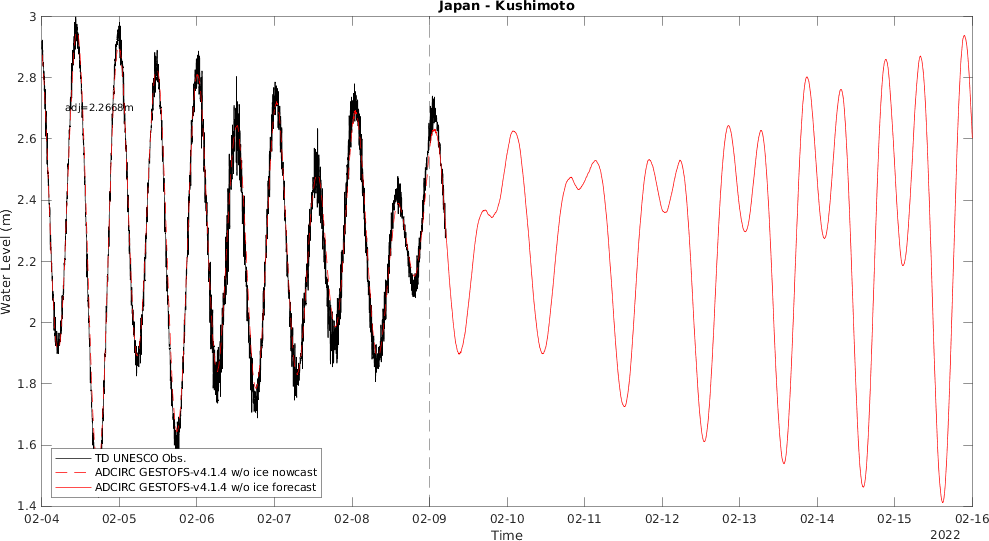 Japan - Kushimoto
3
2.8
2.6
2.4
2.2
2
1.8
1.6
1.4
Water Level (m)
adj=2.2668m
TD UNESCO Obs.
ADCIRC GESTOFS-v4.1.4 w/o ice nowcast
ADCIRC GESTOFS-v4.1.4 w/o ice forecast
02-04 02-05 02-06 02-07 02-08 02-09 02-10 02-11 02-12 02-13 02-14 02-15 02-16
Time
2022